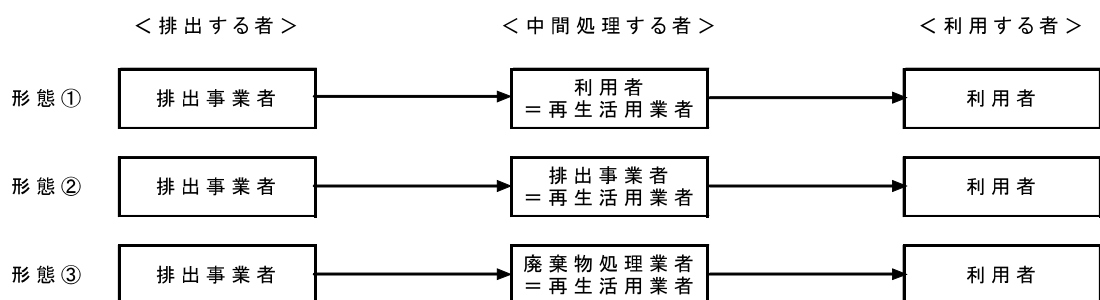 ＜排出する者＞ ＜中間処理する者＞ ＜利用する者＞
形態① 排出事業者 利用者
＝再生活用業者 利用者
形態② 排出事業者 排出事業者
＝再生活用業者 利用者
形態③ 排出事業者 廃棄物処理業者
＝再生活用業者 利用者